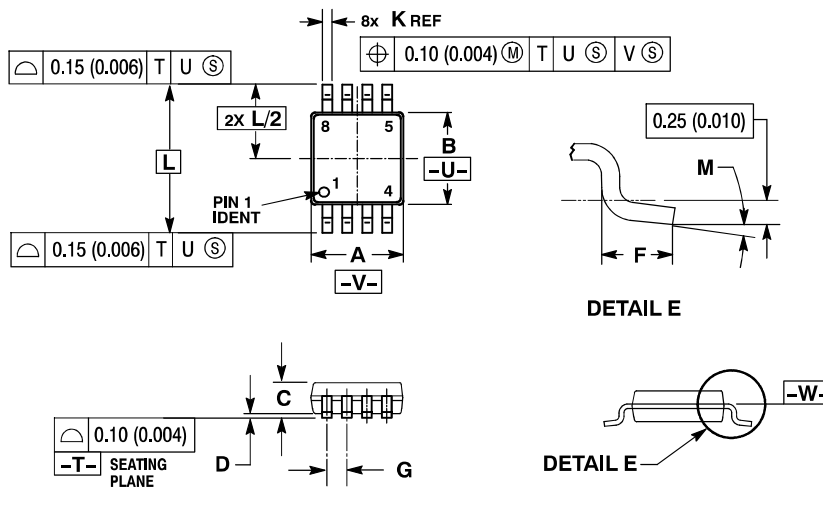 8x K REF
⌖ 0.10 (0.004) Ⓜ T U Ⓢ V Ⓢ
⌓ 0.15 (0.006) T U Ⓢ
2X L/2
8 5
B
-U-
L
PIN 1
IDENT
1 4
⌓ 0.15 (0.006) T U Ⓢ
A
-V-
0.25 (0.010)
M
F
DETAIL E
C
⌓ 0.10 (0.004)
-T- SEATING
PLANE
D
G
-W-
DETAIL E